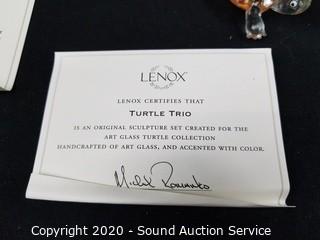 LENOX
LENOX CERTIFIES THAT
TURTLE TRIO
IS AN ORIGINAL SCULPTURE SET CREATED FOR THE
ART GLASS TURTLE COLLECTION
HANDCRAFTED OF ART GLASS, AND ACCENTED WITH COLOR.
Copyright 2020 - Sound Auction Service